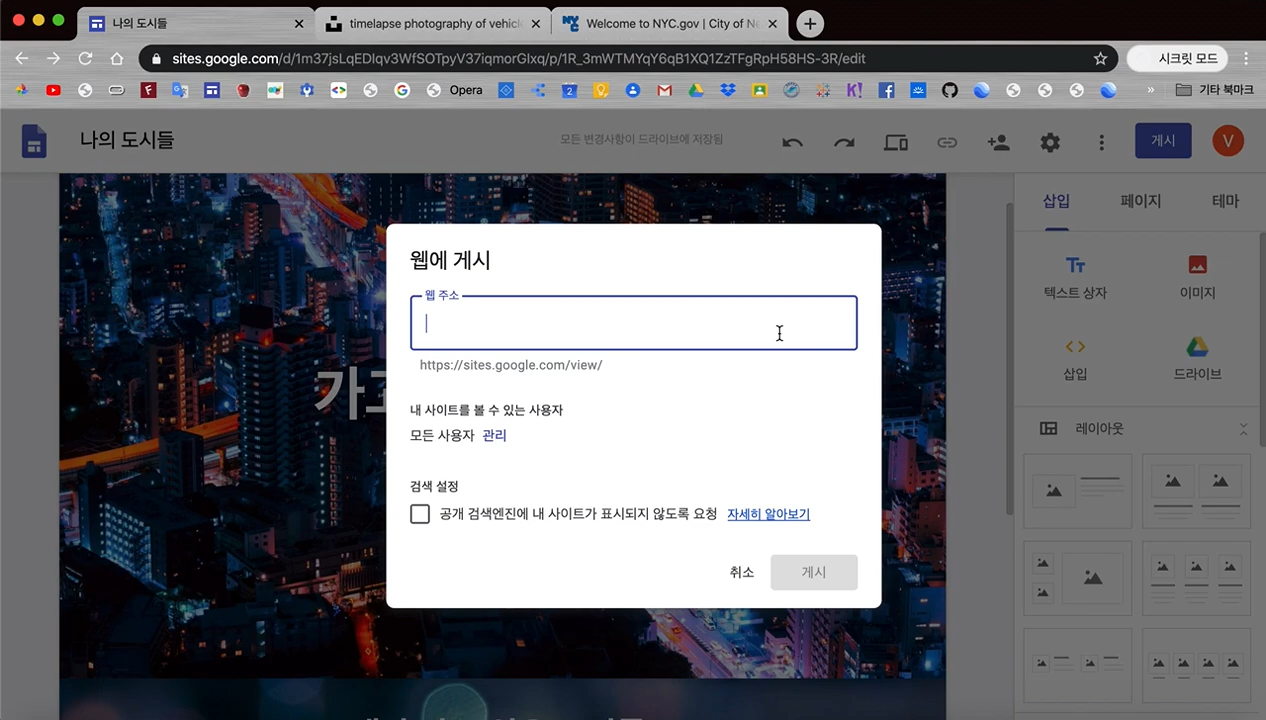 나의 도시들
timelapse photography of vehicle
Welcome to NYC.gov | City of Ne
sites.google.com/d/1m37jsLqEDIqv3WfSOTpyV37iqmorGlxq/p/1R_3mWTMYqY6qB1XQ1ZzTFgRpH58HS-3R/edit
시크릿 모드
Opera
기타 북마크
나의 도시들
모든 변경사항이 드라이브에 저장됨
게시
V
삽입 페이지 테마
텍스트 상자 이미지
삽입 드라이브
레이아웃
가고
웹에 게시
웹 주소
https://sites.google.com/view/
내 사이트를 볼 수 있는 사용자
모든 사용자 관리
검색 설정
공개 검색엔진에 내 사이트가 표시되지 않도록 요청 자세히 알아보기
취소 게시